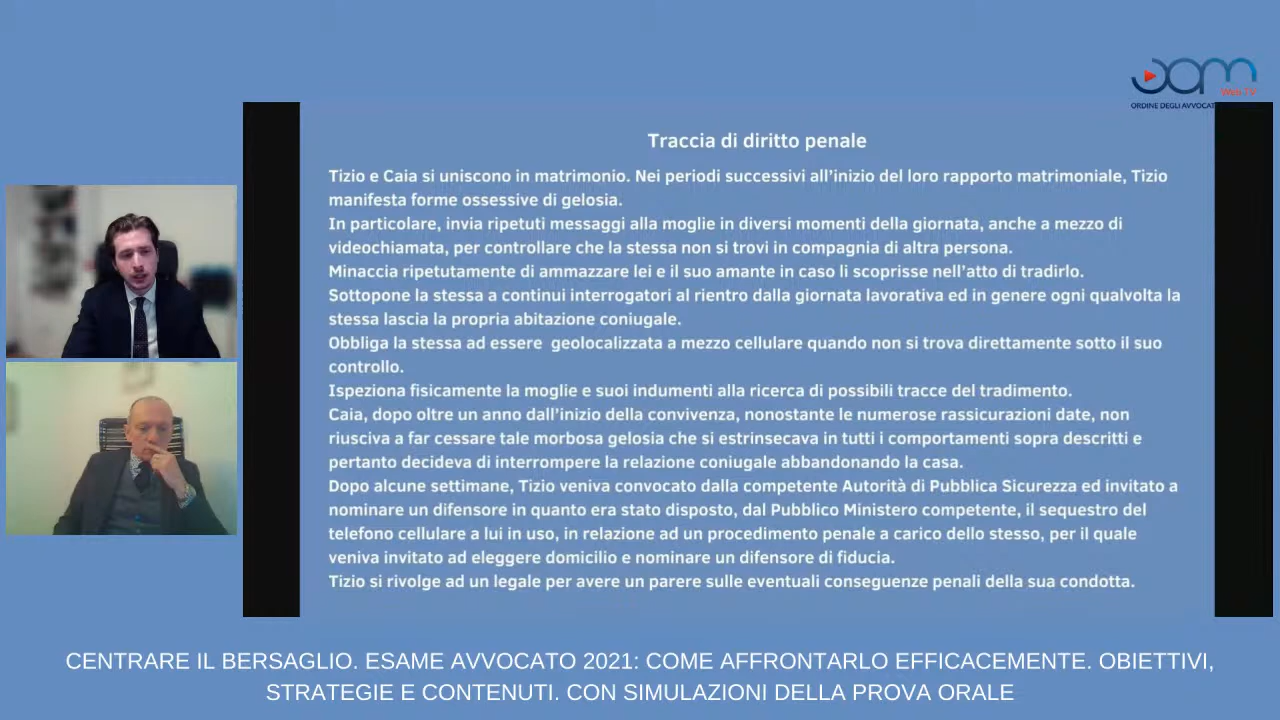 oam
Web TV
ORDINE DEGLI AVVOCAT
Traccia di diritto penale
Tizio e Caia si uniscono in matrimonio. Nei periodi successivi all'inizio del loro rapporto matrimoniale, Tizio
manifesta forme ossessive di gelosia.
In particolare, invia ripetuti messaggi alla moglie in diversi momenti della giornata, anche a mezzo di
videochiamata, per controllare che la stessa non si trovi in compagnia di altra persona.
Minaccia ripetutamente di ammazzare lei e il suo amante in caso li scoprisse nell'atto di tradirlo.
Sottopone la stessa a continui interrogatori al rientro dalla giornata lavorativa ed in genere ogni qualvolta la
stessa lascia la propria abitazione coniugale.
Obbliga la stessa ad essere  geolocalizzata a mezzo cellulare quando non si trova direttamente sotto il suo
controllo.
Ispeziona fisicamente la moglie e suoi indumenti alla ricerca di possibili tracce del tradimento.
Caia, dopo oltre un anno dall'inizio della convivenza, nonostante le numerose rassicurazioni date, non
riusciva a far cessare tale morbosa gelosia che si estrinsecava in tutti i comportamenti sopra descritti e
pertanto decideva di interrompere la relazione coniugale abbandonando la casa.
Dopo alcune settimane, Tizio veniva convocato dalla competente Autorità di Pubblica Sicurezza ed invitato a
nominare un difensore in quanto era stato disposto, dal Pubblico Ministero competente, il sequestro del
telefono cellulare a lui in uso, in relazione ad un procedimento penale a carico dello stesso, per il quale
veniva invitato ad eleggere domicilio e nominare un difensore di fiducia.
Tizio si rivolge ad un legale per avere un parere sulle eventuali conseguenze penali della sua condotta.
CENTRARE IL BERSAGLIO. ESAME AVVOCATO 2021: COME AFFRONTARLO EFFICACEMENTE. OBIETTIVI,
STRATEGIE E CONTENUTI. CON SIMULAZIONI DELLA PROVA ORALE